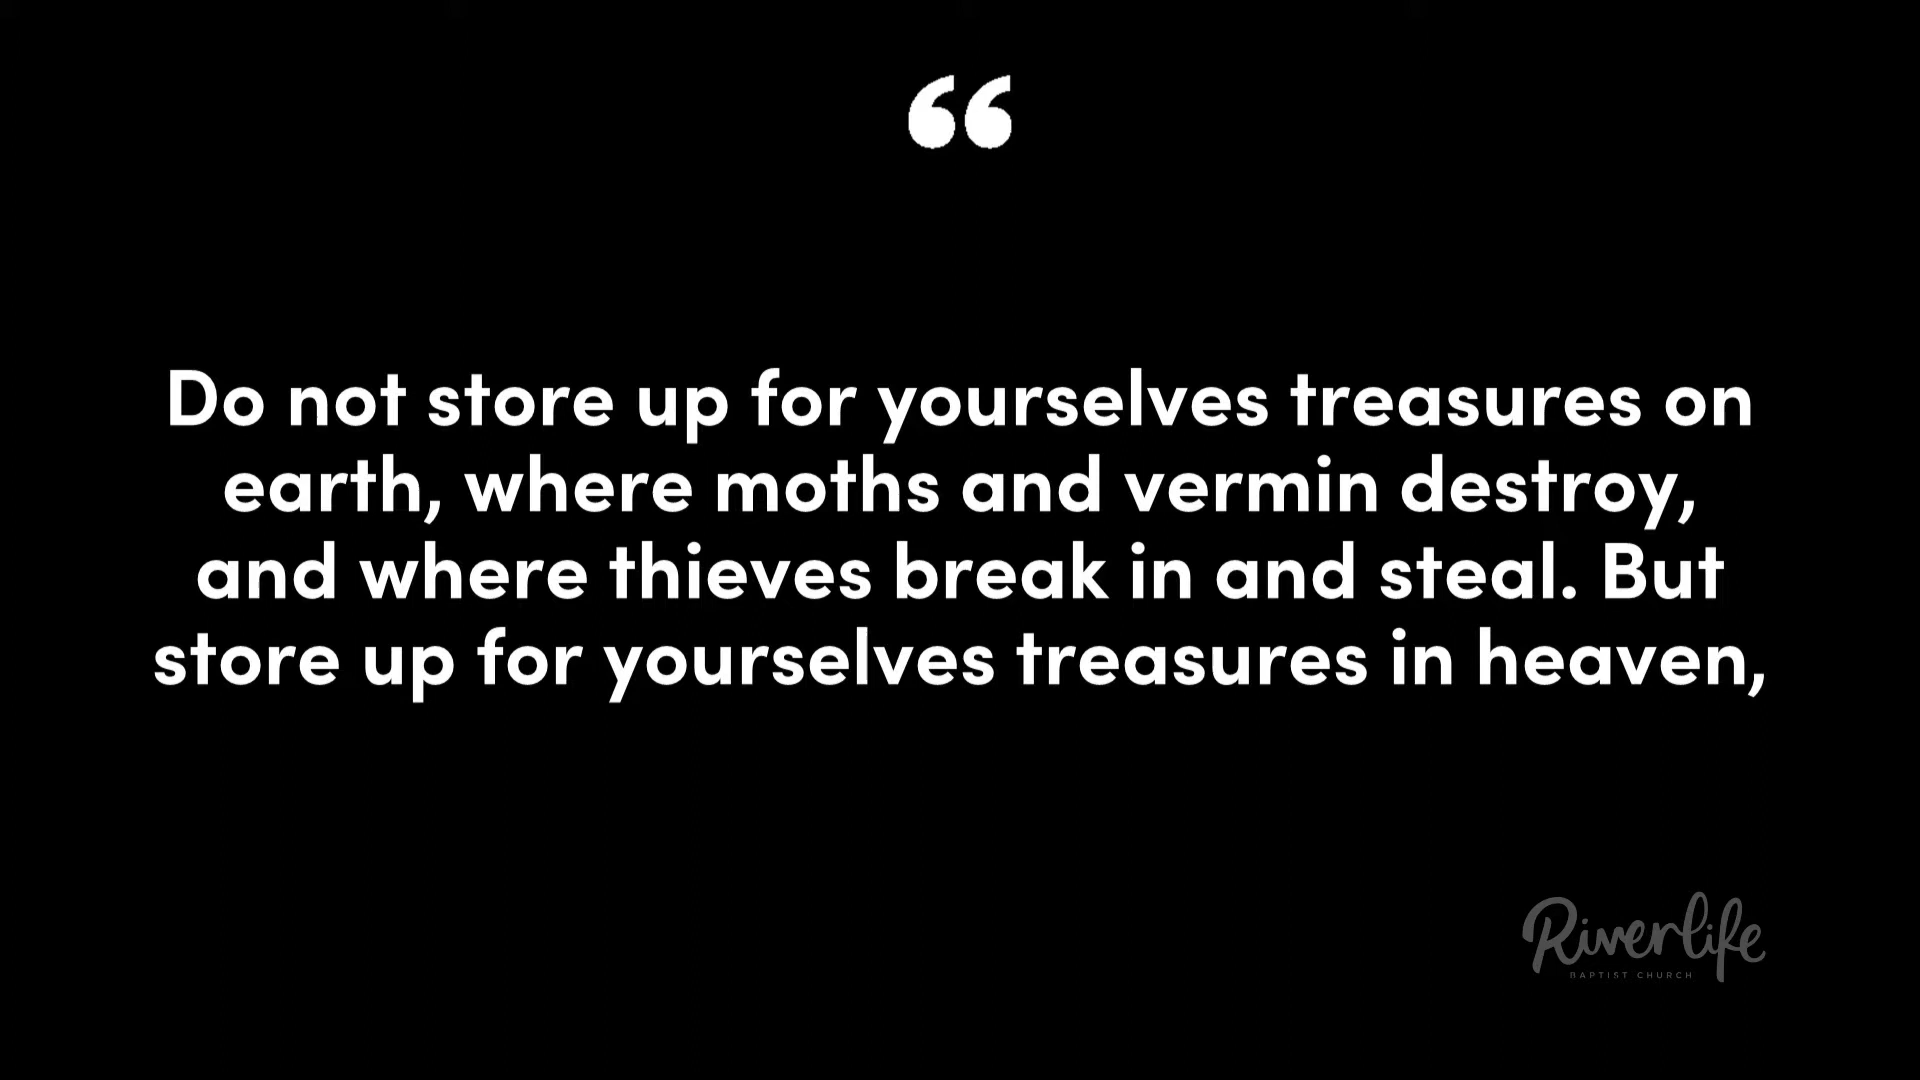 “
Do not store up for yourselves treasures on
earth, where moths and vermin destroy,
and where thieves break in and steal. But
store up for yourselves treasures in heaven,
Riverlife
BAPTIST CHURCH